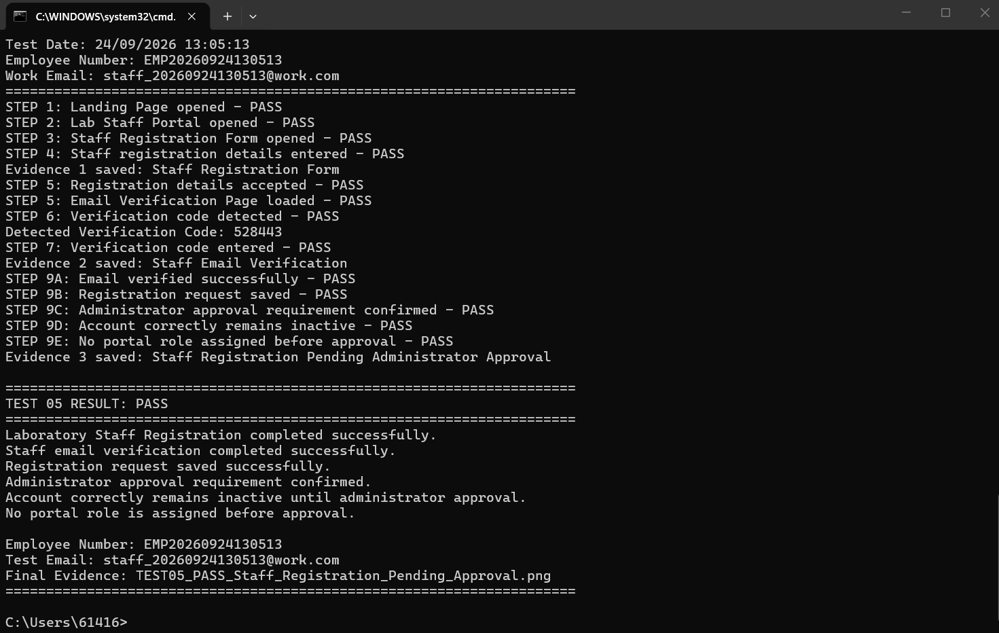 C:\WINDOWS\system32\cmd.
Test Date: 24/09/2026 13:05:13
Employee Number: EMP20260924130513
Work Email: staff_20260924130513@work.com
======================================================================
STEP 1: Landing Page opened - PASS
STEP 2: Lab Staff Portal opened - PASS
STEP 3: Staff Registration Form opened - PASS
STEP 4: Staff registration details entered - PASS
Evidence 1 saved: Staff Registration Form
STEP 5: Registration details accepted - PASS
STEP 5: Email Verification Page loaded - PASS
STEP 6: Verification code detected - PASS
Detected Verification Code: 528443
STEP 7: Verification code entered - PASS
Evidence 2 saved: Staff Email Verification
STEP 9A: Email verified successfully - PASS
STEP 9B: Registration request saved - PASS
STEP 9C: Administrator approval requirement confirmed - PASS
STEP 9D: Account correctly remains inactive - PASS
STEP 9E: No portal role assigned before approval - PASS
Evidence 3 saved: Staff Registration Pending Administrator Approval
======================================================================
TEST 05 RESULT: PASS
======================================================================
Laboratory Staff Registration completed successfully.
Staff email verification completed successfully.
Registration request saved successfully.
Administrator approval requirement confirmed.
Account correctly remains inactive until administrator approval.
No portal role is assigned before approval.
Employee Number: EMP20260924130513
Test Email: staff_20260924130513@work.com
Final Evidence: TEST05_PASS_Staff_Registration_Pending_Approval.png
======================================================================
C:\Users\61416>